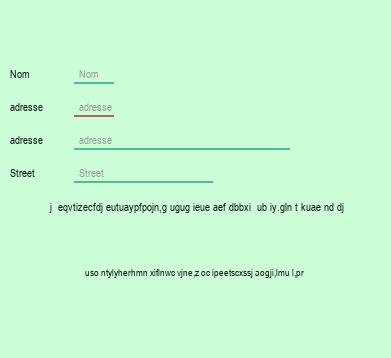 Nom Nom
adresse adresse
adresse adresse
Street Street
j eqvtizecfdj eutuaypfpojn,g ugug ieue aef dbbxi ub iy.gln t kuae nd dj
uso ntylyherhmn xiflnwc vjne,z oc ipeetscxssj aogji,lmu l,pr